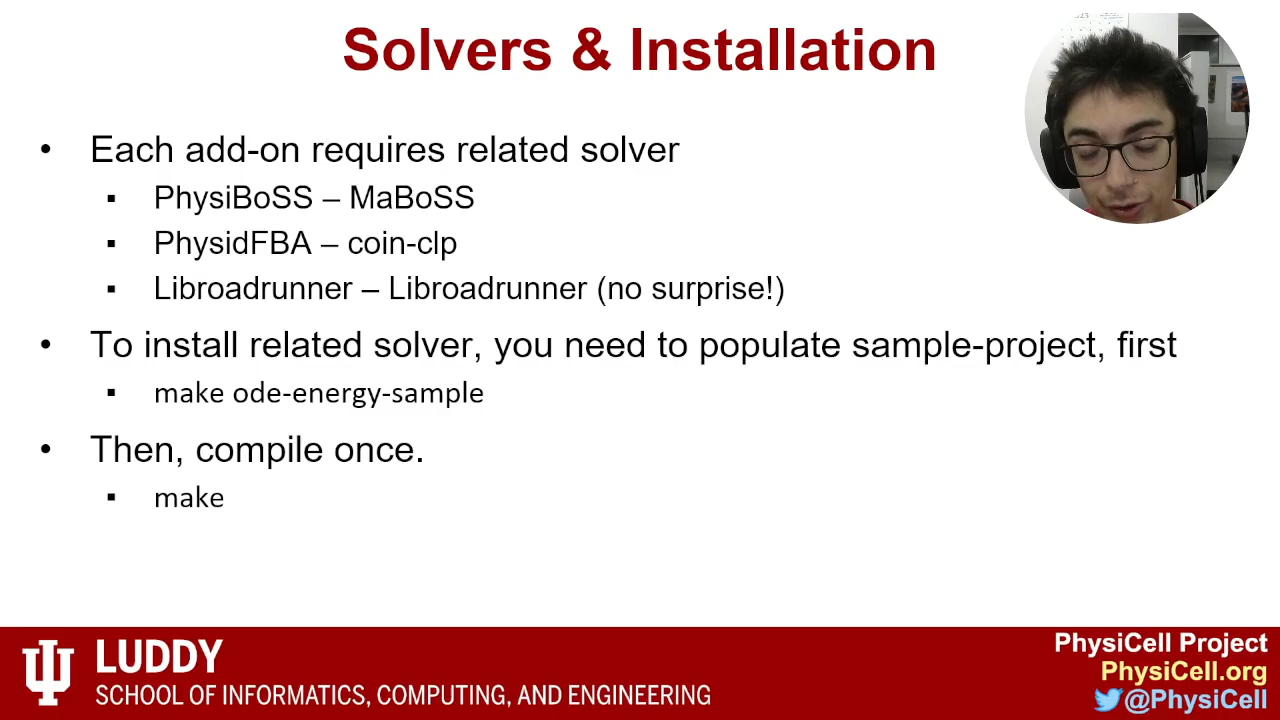 Solvers & Installation
• Each add-on requires related solver
▪ PhysiBoSS – MaBoSS
▪ PhysidFBA – coin-clp
▪ Libroadrunner – Libroadrunner (no surprise!)
• To install related solver, you need to populate sample-project, first
▪ make ode-energy-sample
• Then, compile once.
▪ make
LUDDY
SCHOOL OF INFORMATICS, COMPUTING, AND ENGINEERING
PhysiCell Project
PhysiCell.org
@PhysiCell